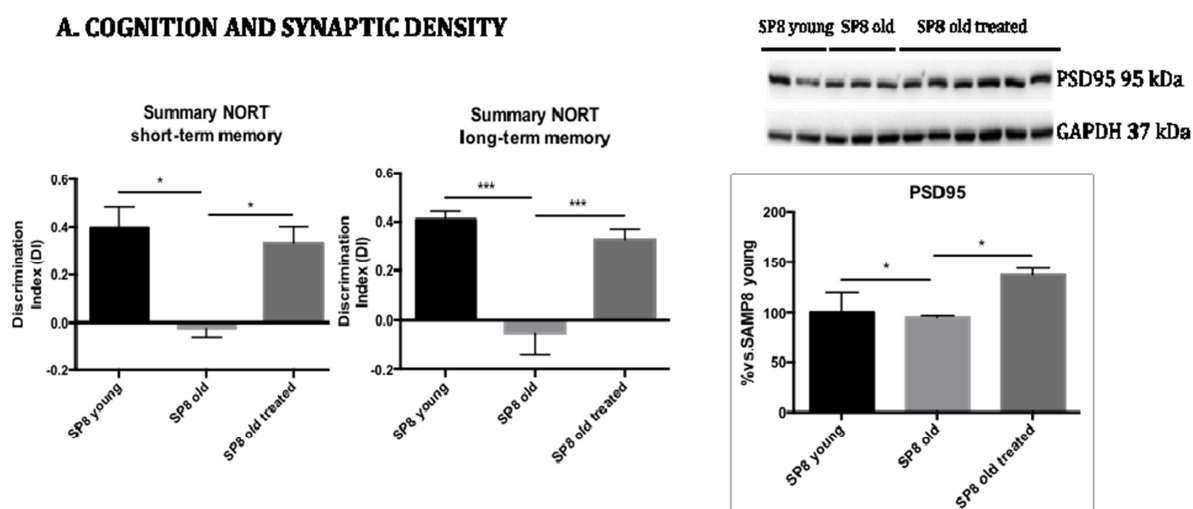 A. COGNITION AND SYNAPTIC DENSITY
SP8 young SP8 old SP8 old treated
PSD95 95 kDa
GAPDH 37 kDa
Summary NORT
short-term memory
Discrimination
Index (DI)
0.6
0.4
0.2
0.0
-0.2
*
*
SP8 young
SP8 old
SP8 old treated
Summary NORT
long-term memory
Discrimination
Index (DI)
0.6
0.4
0.2
0.0
-0.2
***
***
SP8 young
SP8 old
SP8 old treated
PSD95
%vs.SAMP8 young
200
150
100
50
0
*
*
SP8 young
SP8 old
SP8 old treated